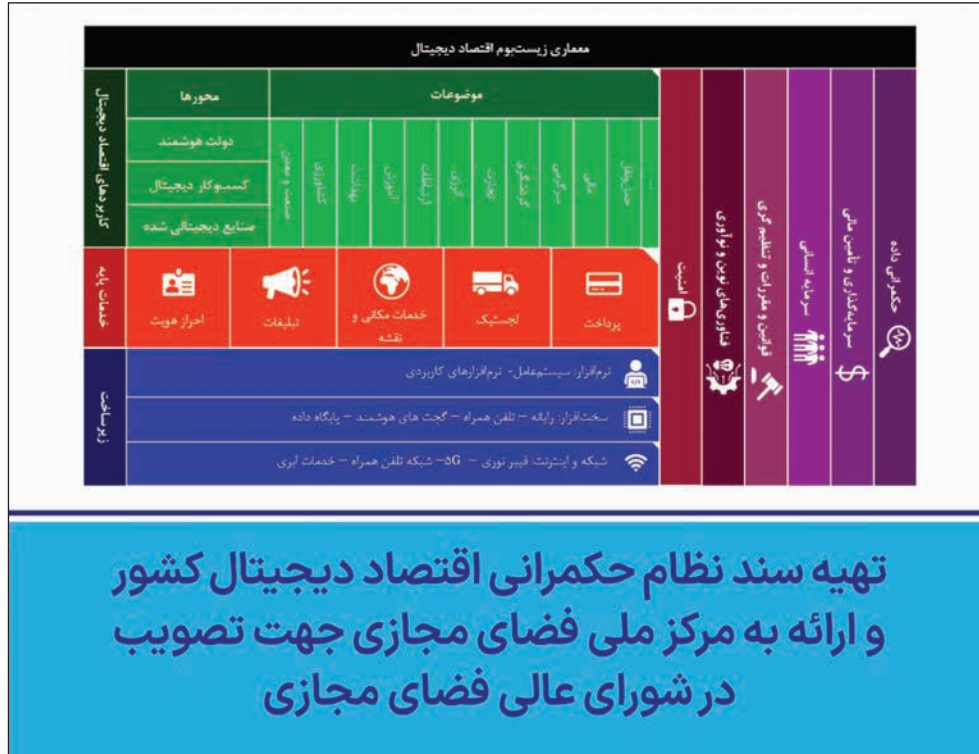 معماری زیست‌بوم اقتصاد دیجیتال
حکمرانی داده
سرمایه‌گذاری و تأمین مالی
سرمایه انسانی
قوانین و مقررات و تنظیم گری
فناوری‌های نوین و نوآوری
امنیت
کاربردهای اقتصاد دیجیتال
موضوعات
محورها
...
حمل‌ونقل
مالی
سرگرمی
گردشگری
تجارت
انرژی
ارتباطات
آموزش
بهداشت
کشاورزی
صنعت و معدن
دولت هوشمند
کسب‌وکار دیجیتال
صنایع دیجیتالی شده
خدمات پایه
پرداخت
لجستیک
خدمات مکانی و
نقشه
تبلیغات
احراز هویت
زیرساخت
نرم‌افزار: سیستم‌عامل- نرم‌افزارهای کاربردی
سخت‌افزار: رایانه – تلفن همراه – گجت های هوشمند – پایگاه داده
شبکه و اینترنت: فیبر نوری – 5G– شبکه تلفن همراه – خدمات ابری
تهیه سند نظام حکمرانی اقتصاد دیجیتال کشور
و ارائه به مرکز ملی فضای مجازی جهت تصویب
در شورای عالی فضای مجازی